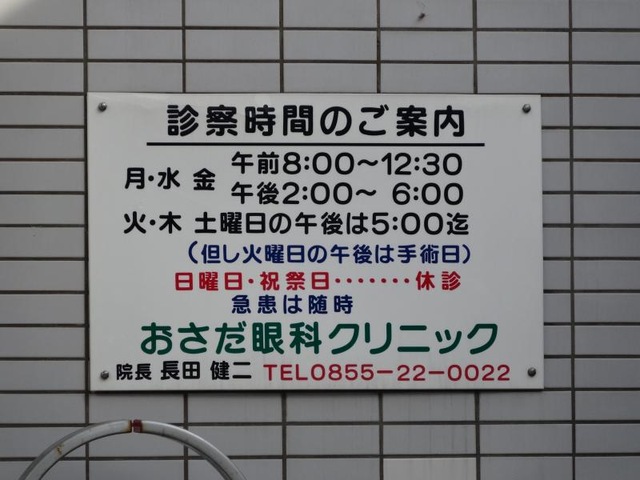 診察時間のご案内
月・水 金 午前8:00～12:30
午後2:00～ 6:00
火・木 土曜日の午後は5:00迄
（但し火曜日の午後は手術日）
日曜日・祝祭日・・・・・・・休診
急患は随時
おさだ眼科クリニック
院長 長田 健二 TEL0855-22-0022